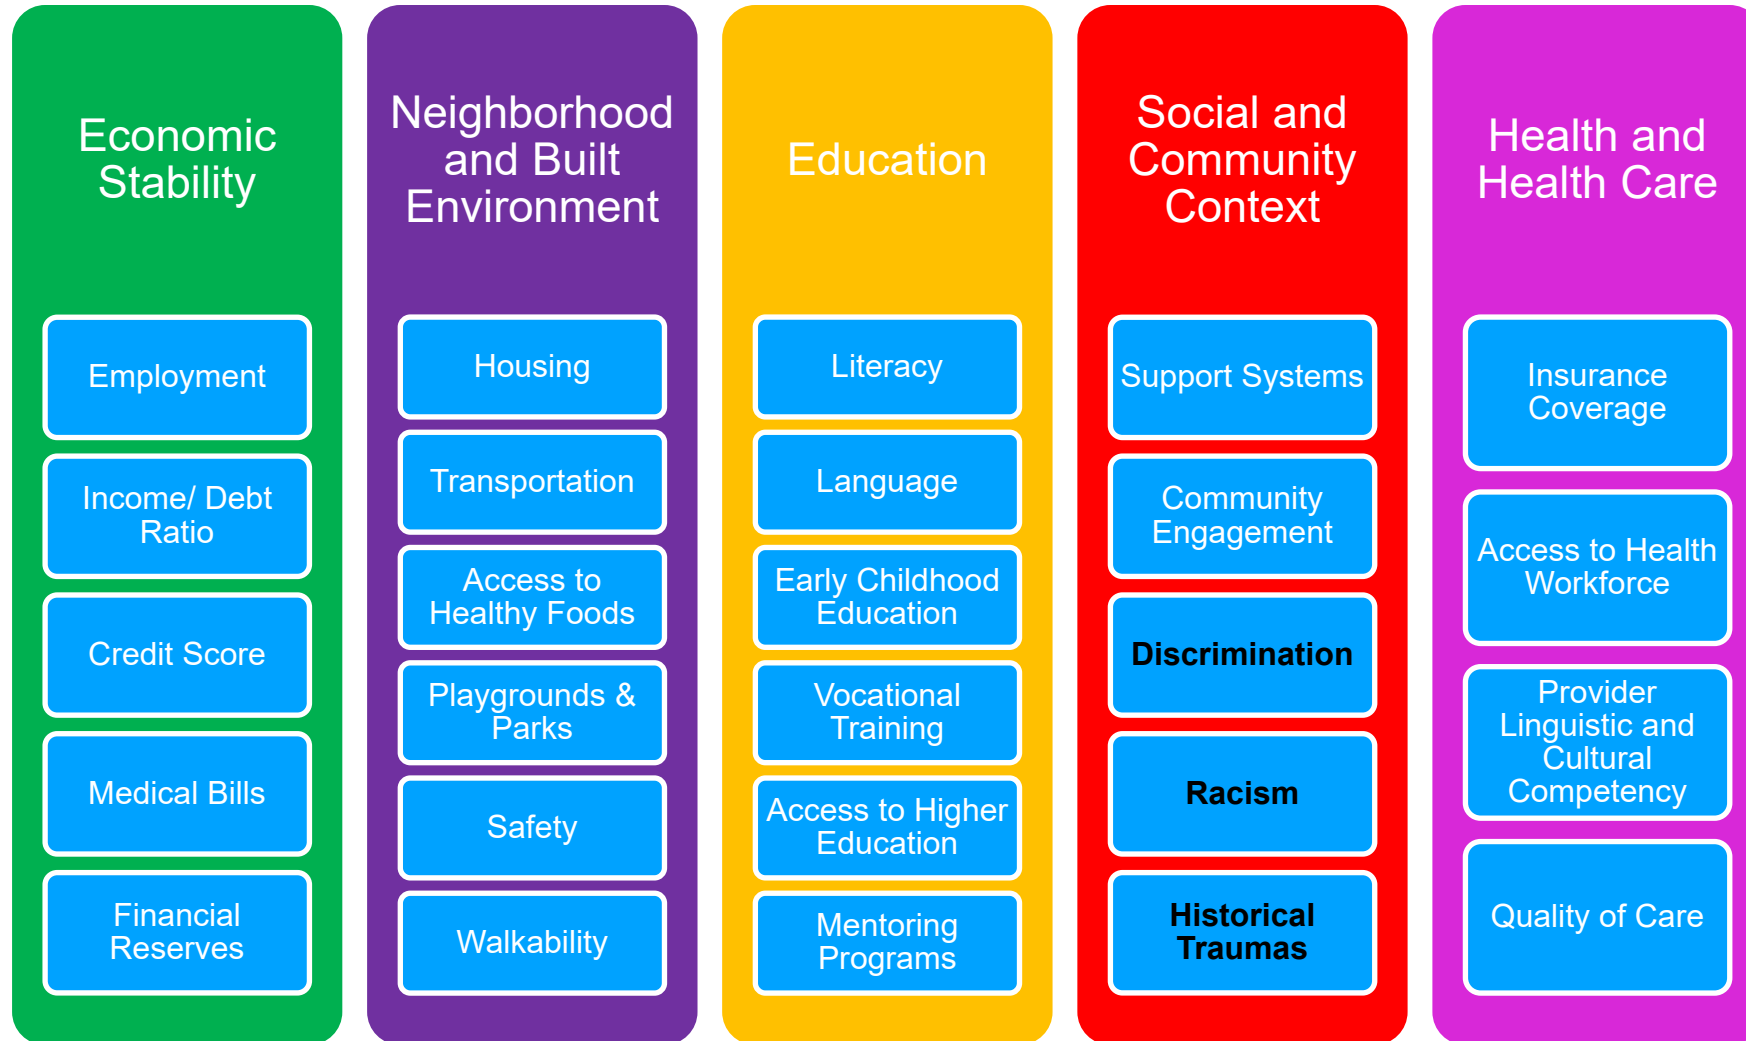 Economic
Stability
Employment
Income/ Debt
Ratio
Credit Score
Medical Bills
Financial
Reserves
Neighborhood
and Built
Environment
Housing
Transportation
Access to
Healthy Foods
Playgrounds &
Parks
Safety
Walkability
Education
Literacy
Language
Early Childhood
Education
Vocational
Training
Access to Higher
Education
Mentoring
Programs
Social and
Community
Context
Support Systems
Community
Engagement
Discrimination
Racism
Historical
Traumas
Health and
Health Care
Insurance
Coverage
Access to Health
Workforce
Provider
Linguistic and
Cultural
Competency
Quality of Care